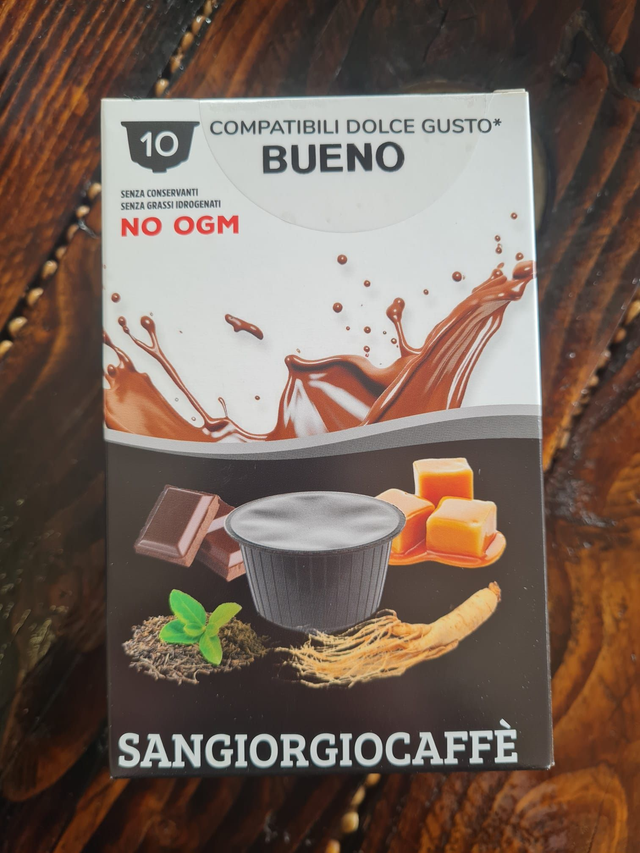 10
COMPATIBILI DOLCE GUSTO*
BUENO
SENZA CONSERVANTI
SENZA GRASSI IDROGENATI
NO OGM
SANGIORGIOCAFFÈ